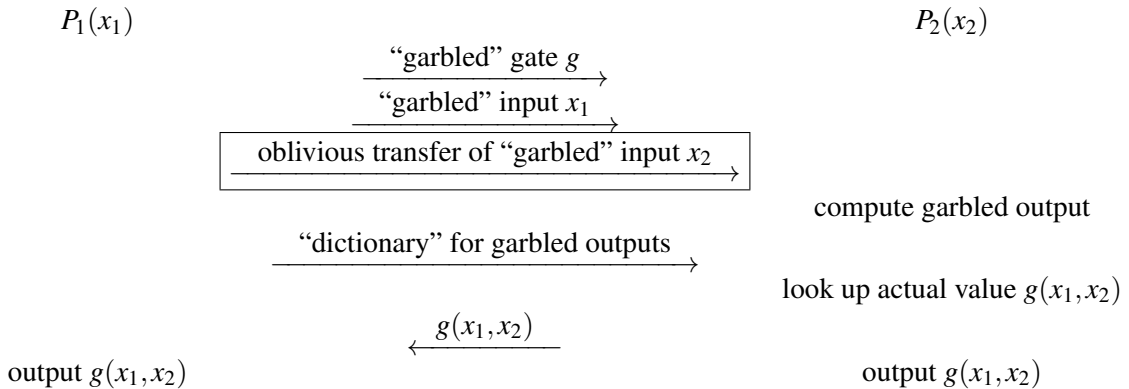 P₁(x₁) P₂(x₂)
“garbled” gate g
“garbled” input x₁
oblivious transfer of “garbled” input x₂
compute garbled output
“dictionary” for garbled outputs
look up actual value g(x₁,x₂)
g(x₁,x₂)
output g(x₁,x₂) output g(x₁,x₂)